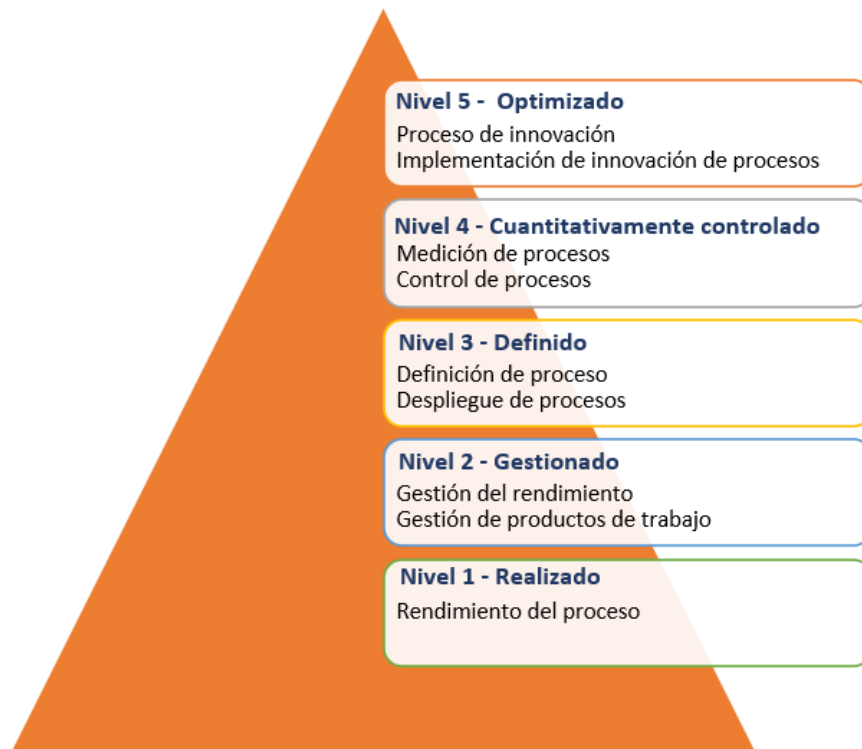 Nivel 5 -  Optimizado
Proceso de innovación
Implementación de innovación de procesos
Nivel 4 - Cuantitativamente controlado
Medición de procesos
Control de procesos
Nivel 3 - Definido
Definición de proceso
Despliegue de procesos
Nivel 2 - Gestionado
Gestión del rendimiento
Gestión de productos de trabajo
Nivel 1 - Realizado
Rendimiento del proceso